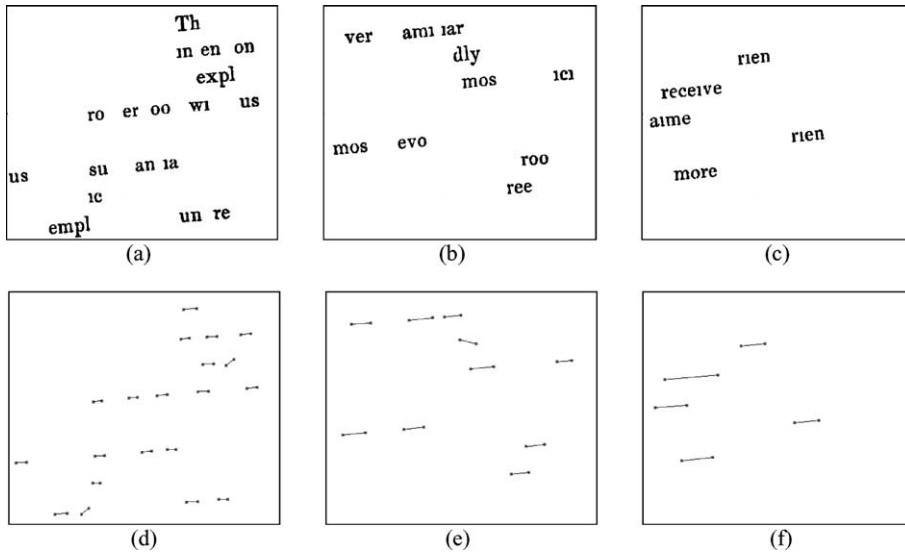 Th
ın en on
expl
ro er oo wı us
us su an ıa
ıc
empl un re
(a)
ver amı ıar
dly
mos ıcı
mos evo
roo
ree
(b)
rıen
receıve
aıme
rıen
more
(c)
(d) (e) (f)